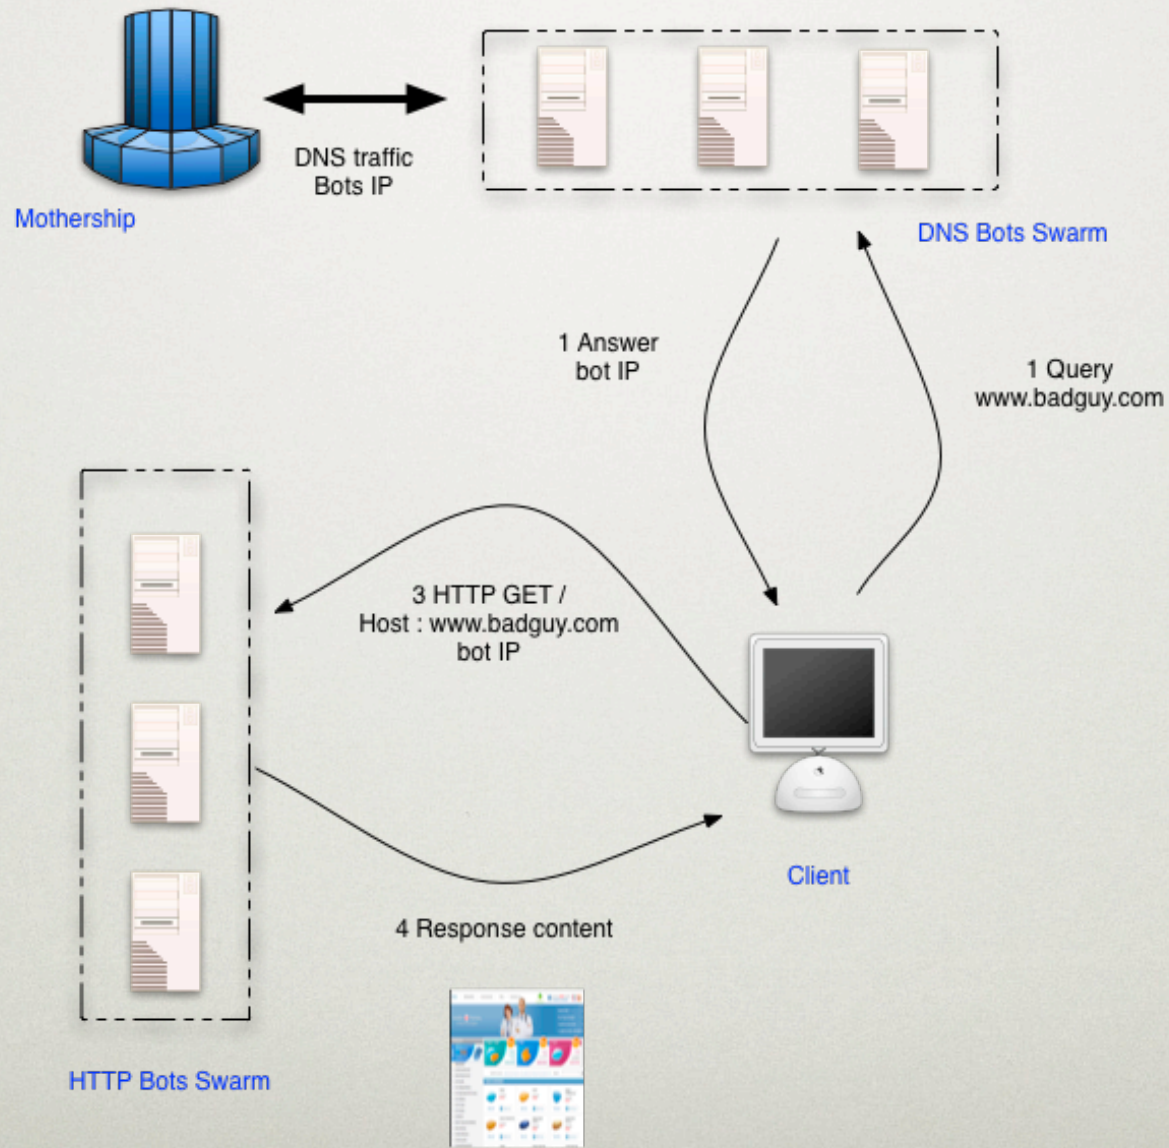 DNS traffic
Bots IP
Mothership
DNS Bots Swarm
1 Answer
bot IP
1 Query
www.badguy.com
3 HTTP GET /
Host : www.badguy.com
bot IP
Client
4 Response content
HTTP Bots Swarm